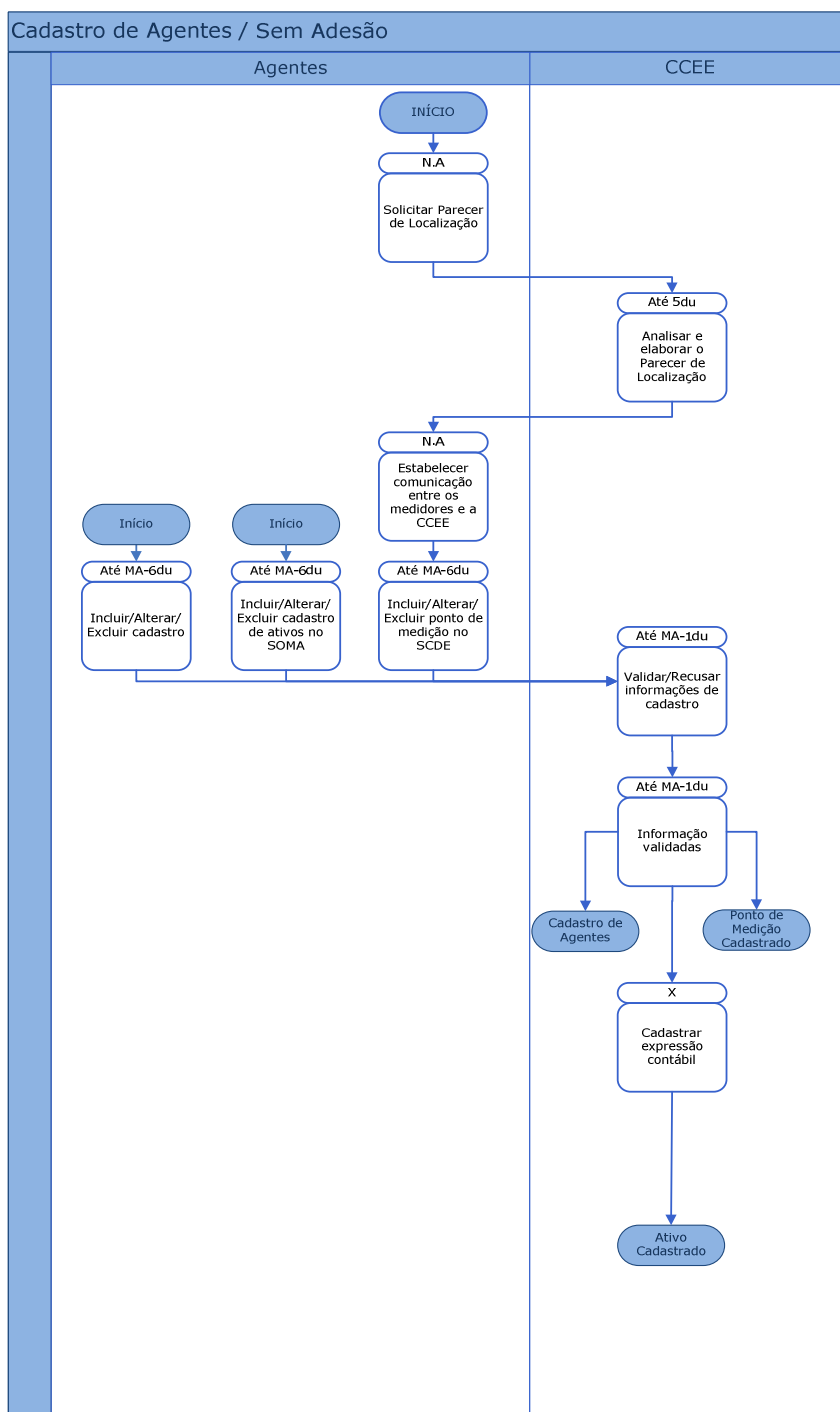 Cadastro de Agentes / Sem Adesão
Agentes
CCEE
INÍCIO
N.A
Solicitar Parecer
de Localização
Até 5du
Analisar e
elaborar o
Parecer de
Localização
N.A
Estabelecer
comunicação
entre os
medidores e a
CCEE
Início
Até MA-6du
Incluir/Alterar/
Excluir cadastro
Início
Até MA-6du
Incluir/Alterar/
Excluir cadastro
de ativos no
SOMA
Até MA-6du
Incluir/Alterar/
Excluir ponto de
medição no
SCDE
Até MA-1du
Validar/Recusar
informações de
cadastro
Até MA-1du
Informação
validadas
Cadastro de
Agentes
Ponto de
Medição
Cadastrado
X
Cadastrar
expressão
contábil
Ativo
Cadastrado